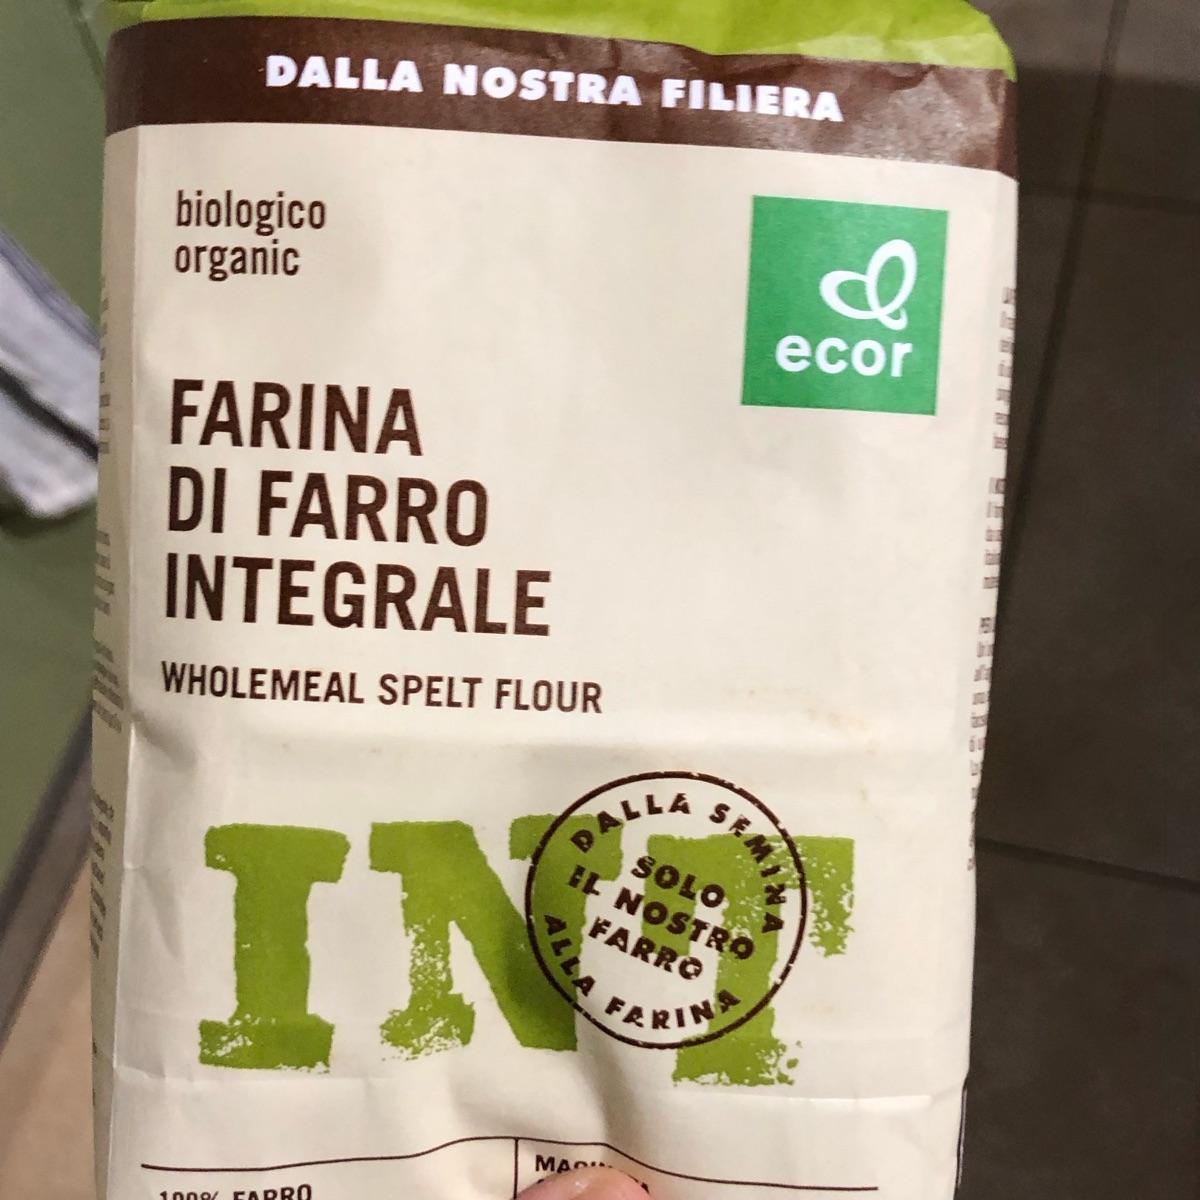 DALLA NOSTRA FILIERA
biologico
organic
ecor
FARINA
DI FARRO
INTEGRALE
WHOLEMEAL SPELT FLOUR
INT
DALLA SEMINA
SOLO
IL NOSTRO
FARRO
ALLA FARINA
100% FARRO